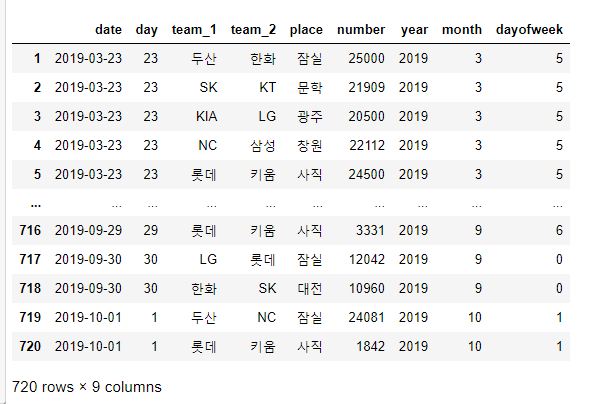 date day team_1 team_2 place number year month dayofweek
1 2019-03-23 23 두산 한화 잠실 25000 2019 3 5
2 2019-03-23 23 SK KT 문학 21909 2019 3 5
3 2019-03-23 23 KIA LG 광주 20500 2019 3 5
4 2019-03-23 23 NC 삼성 창원 22112 2019 3 5
5 2019-03-23 23 롯데 키움 사직 24500 2019 3 5
... ... ... ... ... ... ... ... ... ...
716 2019-09-29 29 롯데 키움 사직 3331 2019 9 6
717 2019-09-30 30 LG 롯데 잠실 12042 2019 9 0
718 2019-09-30 30 한화 SK 대전 10960 2019 9 0
719 2019-10-01 1 두산 NC 잠실 24081 2019 10 1
720 2019-10-01 1 롯데 키움 사직 1842 2019 10 1
720 rows × 9 columns